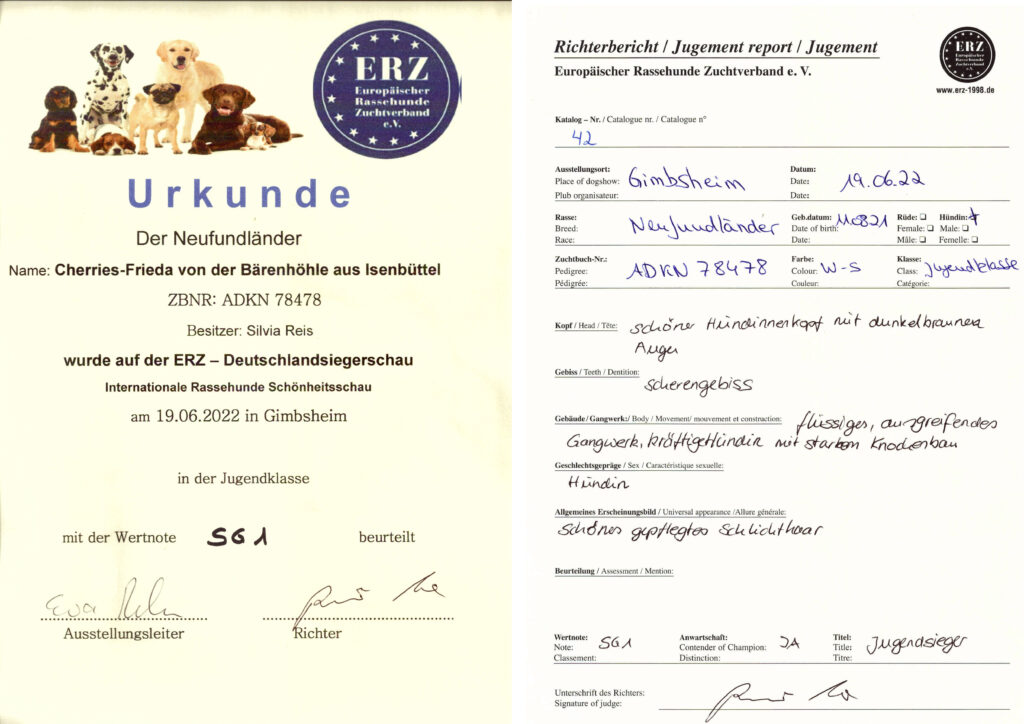 ERZ
Europäischer
Rassehunde
Zuchtverband
e.V.
Urkunde
Der Neufundländer
Name: Cherries-Frieda von der Bärenhöhle aus Isenbüttel
ZBNR: ADKN 78478
Besitzer: Silvia Reis
wurde auf der ERZ – Deutschlandsiegerschau
Internationale Rassehunde Schönheitsschau
am 19.06.2022 in Gimbsheim
in der Jugendklasse
mit der Wertnote SG1 beurteilt
Eva
Ausstellungsleiter Richter
Richterbericht / Jugement report / Jugement
Europäischer Rassehunde Zuchtverband e. V.
ERZ
Europäischer
Rassehunde
Zuchtverband
e.V.
www.erz-1998.de
Katalog – Nr. / Catalogue nr. / Catalogue n°
42
Ausstellungsort: Gimbsheim Datum: 19.06.22
Place of dogshow: Date:
Plub organisateur: Date:
Rasse: Neufundländer Geb.datum: Rüde: ☐ Hündin:
Breed: Date of birth: Female: ☐ Male: ☐
Race: Date: Mâle: ☐ Femelle: ☐
Zuchtbuch-Nr.: ADKN 78478 Farbe: W-S Klasse: Jugendklasse
Pedigree: Colour: Class:
Pédigrée: Couleur: Catégorie:
Kopf / Head / Tête: schöner Hündinnenkopf mit dunkelbraunen
Augen
Gebiss / Teeth / Dentition: Scherengebiss
Gebäude / Gangwerk:/ Body / Movement/ mouvement et construction: flüssiges, ausgreifendes
Gangwerk, kräftige Hündin mit starkem Knochenbau
Geschlechtsgepräge / Sex / Caractéristique sexuelle:
Hündin
Allgemeines Erscheinungsbild / Universal appearance /Allure générale:
Schönes gepflegtes Schlichthaar
Beurteilung / Assessment / Mention:
Wertnote: SG1 Anwartschaft: JA Titel: Jugendsieger
Note: Contender of Champion: Title:
Classement: Distinction: Titre:
Unterschrift des Richters:
Signature of judge: